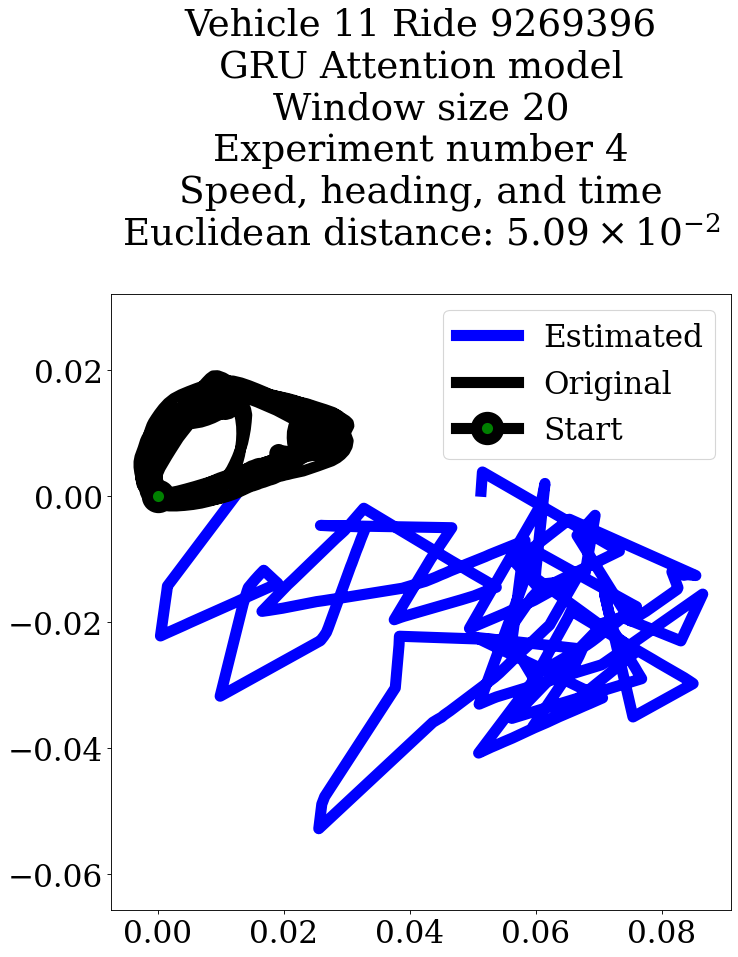 Vehicle 11 Ride 9269396
GRU Attention model
Window size 20
Experiment number 4
Speed, heading, and time
Euclidean distance: 5.09 × 10⁻²
Estimated
Original
Start
0.02
0.00
−0.02
−0.04
−0.06
0.00 0.02 0.04 0.06 0.08